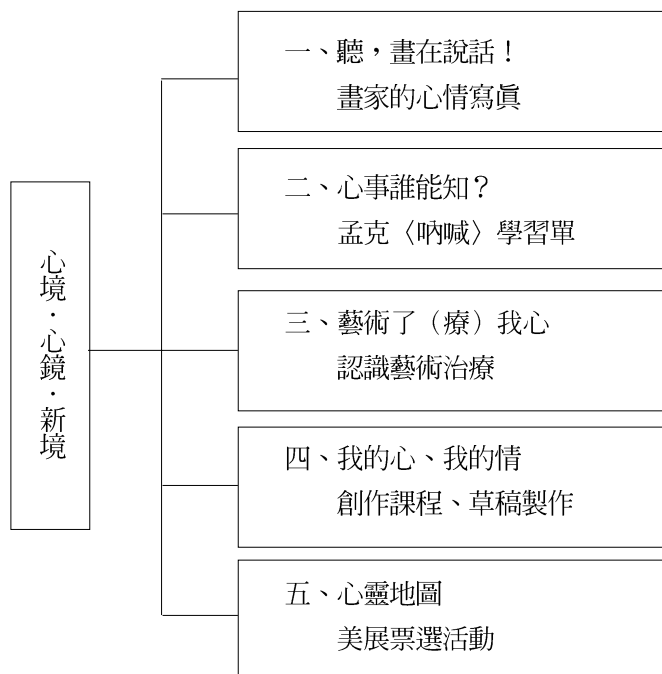 心境．心鏡．新境
一、聽，畫在說話！
畫家的心情寫真
二、心事誰能知？
孟克〈吶喊〉學習單
三、藝術了（療）我心
認識藝術治療
四、我的心、我的情
創作課程、草稿製作
五、心靈地圖
美展票選活動